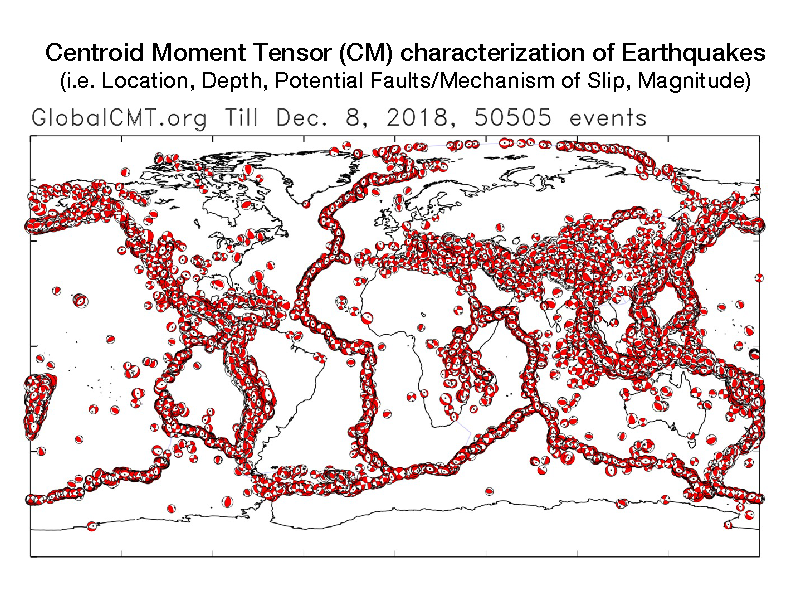 Centroid Moment Tensor (CM) characterization of Earthquakes
(i.e. Location, Depth, Potential Faults/Mechanism of Slip, Magnitude)
GlobalCMT.org Till Dec. 8, 2018, 50505 events